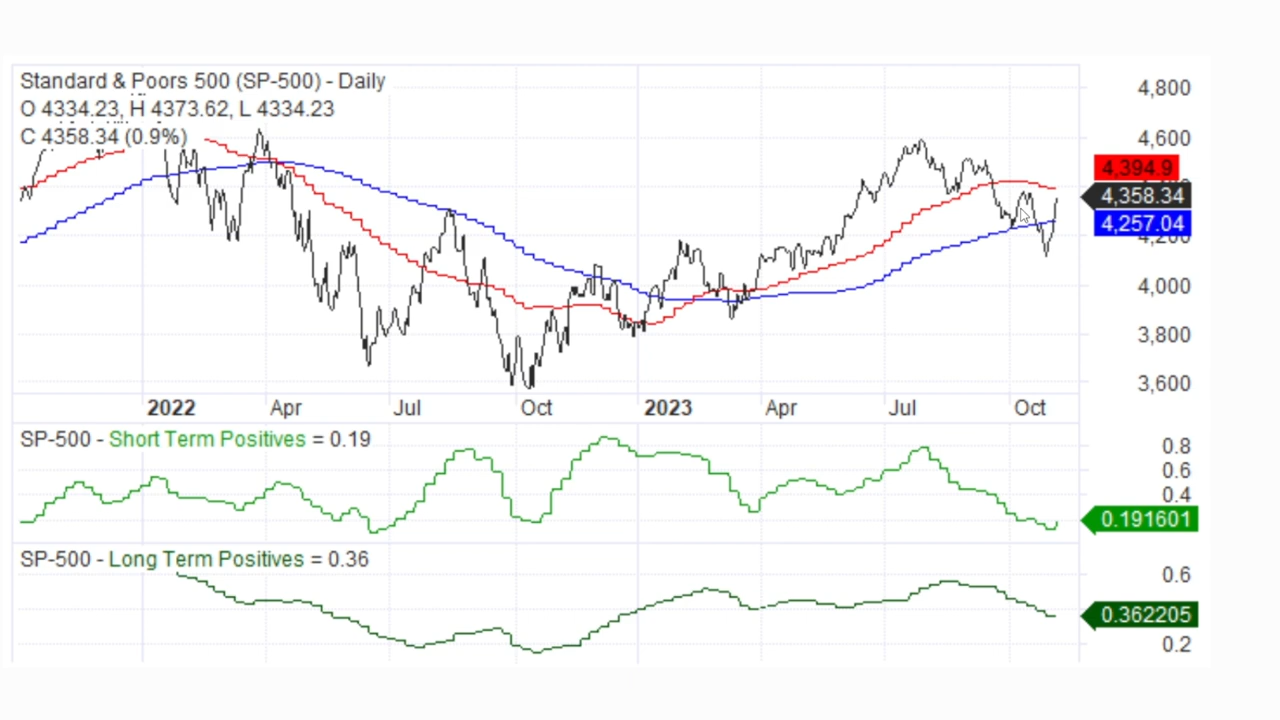 Standard & Poors 500 (SP-500) - Daily
O 4334.23, H 4373.62, L 4334.23
C 4358.34 (0.9%)
4,800
4,600
4,394.9
4,358.34
4,257.04
4,200
4,000
3,800
3,600
2022 Apr Jul Oct 2023 Apr Jul Oct
SP-500 - Short Term Positives = 0.19
0.8
0.6
0.4
0.191601
SP-500 - Long Term Positives = 0.36
0.6
0.362205
0.2